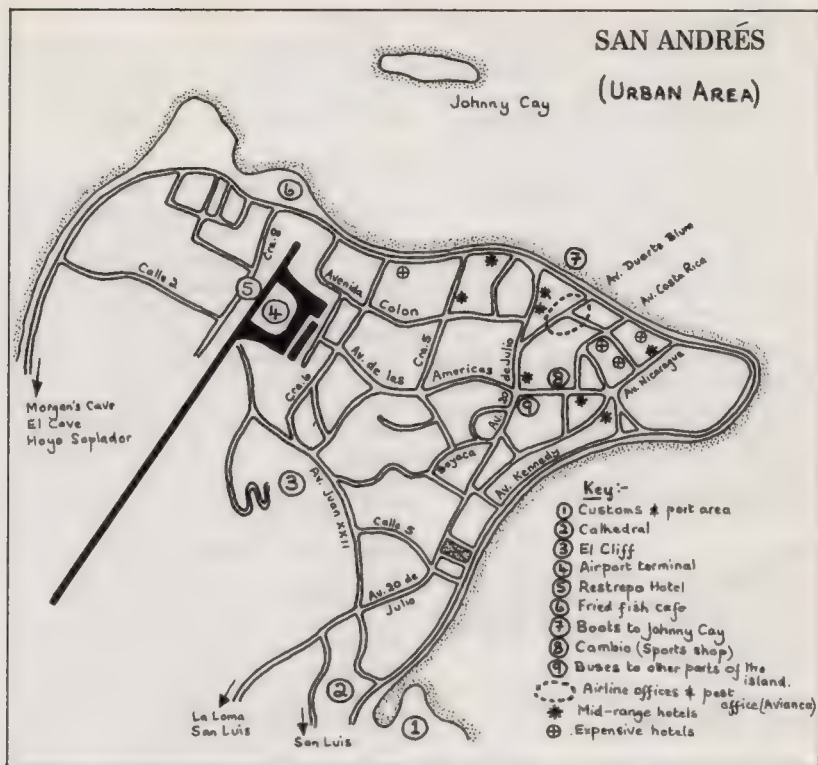 SAN ANDRÉS
(URBAN AREA)
Johnny Cay
6
7
Av. Duarte Blum
Av. Costa Rica
Cra. 8
Calle 2
5
4
Avenida
Colon
Cra. 5
Av. de las
Americas
Av. 20
de Julio
8
9
Av. Nicaragua
Cra. 6
Morgan's Cave
El Cove
Hoyo Soplador
3
Boyaca
Av. Kennedy
Av. Juan XXII
Calle 5
Av. 20 de
Julio
2
1
La Loma
San Luis
San Luis
Key:-
1 Customs & port area
2 Cathedral
3 El Cliff
4 Airport terminal
5 Restrepo Hotel
6 Fried fish cafe
7 Boats to Johnny Cay
8 Cambio (Sports shop)
9 Buses to other parts of the
island.
Airline offices & post
office (Avianca)
Mid-range hotels
Expensive hotels